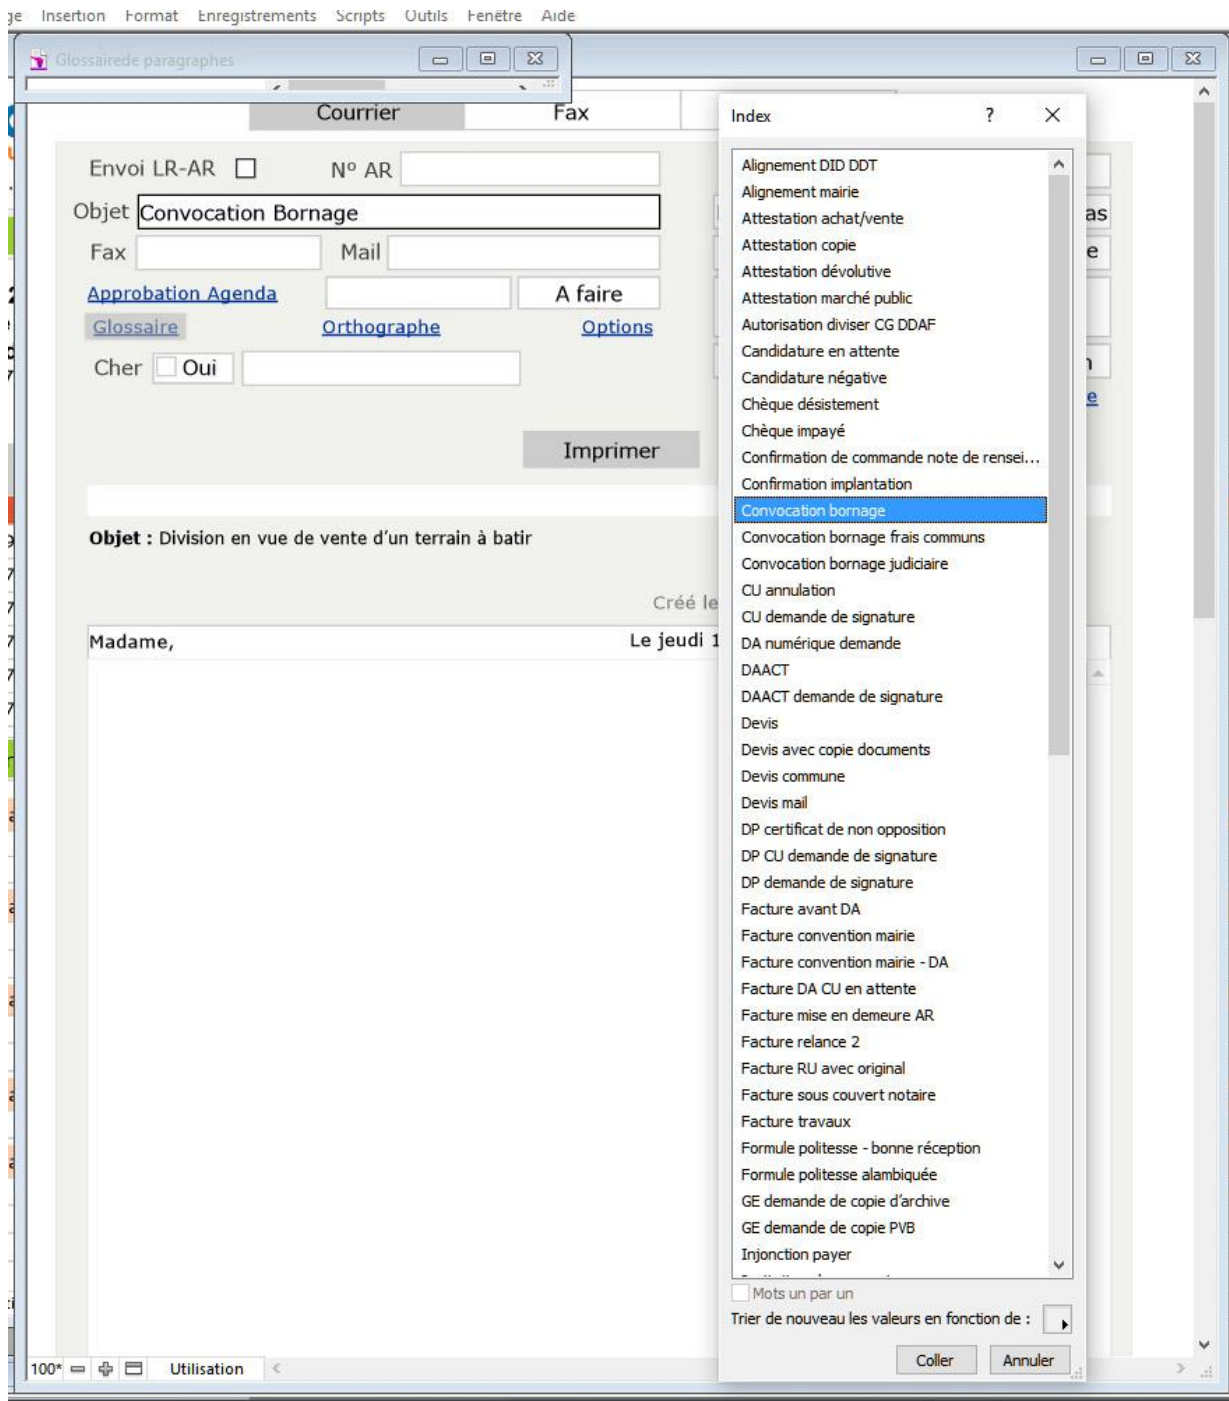 Insertion Format Enregistrements Scripts Outils Fenêtre Aide
Glossairede paragraphes
Courrier Fax
Envoi LR-AR Nº AR
Objet Convocation Bornage
Fax Mail
Approbation Agenda A faire
Glossaire Orthographe Options
Cher Oui
Imprimer
Objet : Division en vue de vente d'un terrain à batir
Créé le
Madame, Le jeudi 1
Index ? 
Alignement DID DDT
Alignement mairie
Attestation achat/vente
Attestation copie
Attestation dévolutive
Attestation marché public
Autorisation diviser CG DDAF
Candidature en attente
Candidature négative
Chèque désistement
Chèque impayé
Confirmation de commande note de rensei...
Confirmation implantation
Convocation bornage
Convocation bornage frais communs
Convocation bornage judiciaire
CU annulation
CU demande de signature
DA numérique demande
DAACT
DAACT demande de signature
Devis
Devis avec copie documents
Devis commune
Devis mail
DP certificat de non opposition
DP CU demande de signature
DP demande de signature
Facture avant DA
Facture convention mairie
Facture convention mairie - DA
Facture DA CU en attente
Facture mise en demeure AR
Facture relance 2
Facture RU avec original
Facture sous couvert notaire
Facture travaux
Formule politesse - bonne réception
Formule politesse alambiquée
GE demande de copie d'archive
GE demande de copie PVB
Injonction payer
Mots un par un
Trier de nouveau les valeurs en fonction de :
Coller Annuler
100* Utilisation